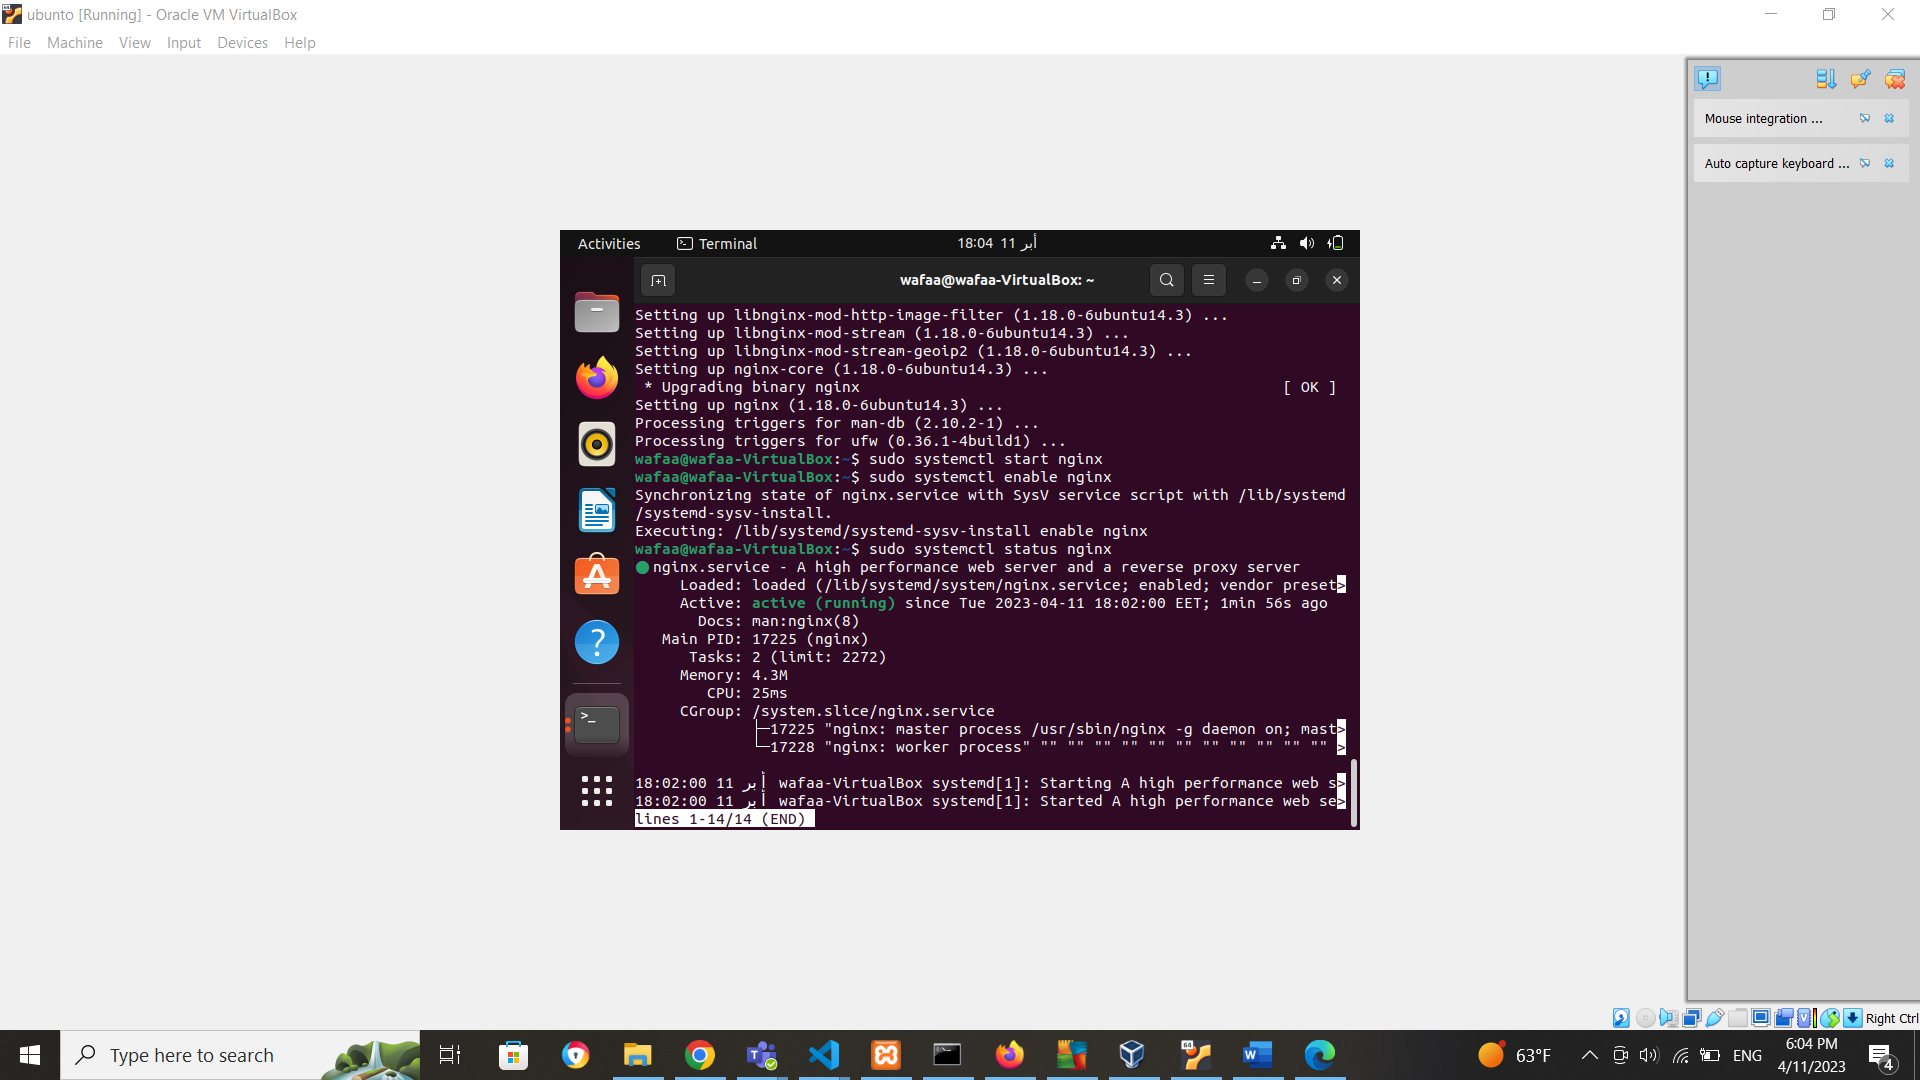 ubunto [Running] - Oracle VM VirtualBox
File Machine View Input Devices Help
Mouse integration ...
Auto capture keyboard ...
Activities Terminal 18:04 11 أبر
wafaa@wafaa-VirtualBox: ~
Setting up libnginx-mod-http-image-filter (1.18.0-6ubuntu14.3) ...
Setting up libnginx-mod-stream (1.18.0-6ubuntu14.3) ...
Setting up libnginx-mod-stream-geoip2 (1.18.0-6ubuntu14.3) ...
Setting up nginx-core (1.18.0-6ubuntu14.3) ...
* Upgrading binary nginx [ OK ]
Setting up nginx (1.18.0-6ubuntu14.3) ...
Processing triggers for man-db (2.10.2-1) ...
Processing triggers for ufw (0.36.1-4build1) ...
wafaa@wafaa-VirtualBox:~$ sudo systemctl start nginx
wafaa@wafaa-VirtualBox:~$ sudo systemctl enable nginx
Synchronizing state of nginx.service with SysV service script with /lib/systemd
/systemd-sysv-install.
Executing: /lib/systemd/systemd-sysv-install enable nginx
wafaa@wafaa-VirtualBox:~$ sudo systemctl status nginx
nginx.service - A high performance web server and a reverse proxy server
Loaded: loaded (/lib/systemd/system/nginx.service; enabled; vendor preset>
Active: active (running) since Tue 2023-04-11 18:02:00 EET; 1min 56s ago
Docs: man:nginx(8)
Main PID: 17225 (nginx)
Tasks: 2 (limit: 2272)
Memory: 4.3M
CPU: 25ms
CGroup: /system.slice/nginx.service
├─17225 "nginx: master process /usr/sbin/nginx -g daemon on; mast>
└─17228 "nginx: worker process" "" "" "" "" "" "" "" "" "" "" "" >
18:02:00 11 أبر wafaa-VirtualBox systemd[1]: Starting A high performance web s>
18:02:00 11 أبر wafaa-VirtualBox systemd[1]: Started A high performance web se>
lines 1-14/14 (END)
Right Ctrl
Type here to search
63°F
ENG
6:04 PM
4/11/2023
4